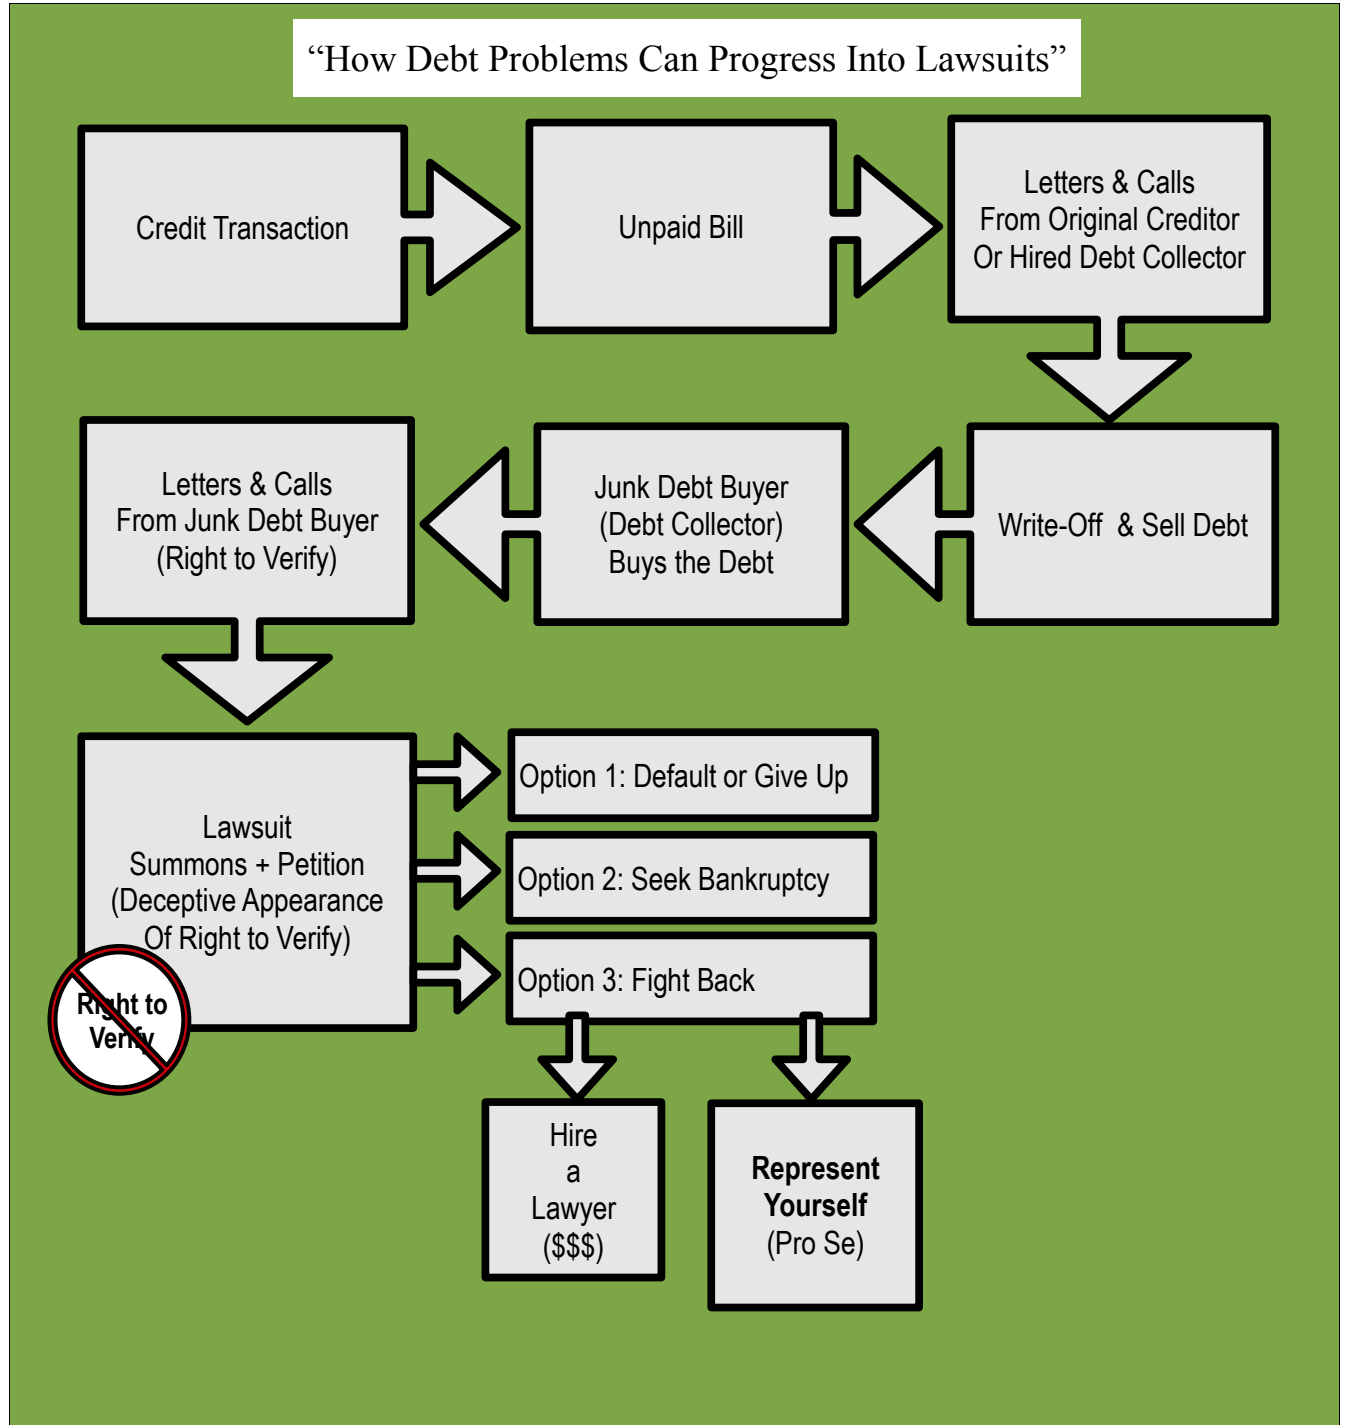 “How Debt Problems Can Progress Into Lawsuits”
Credit Transaction
Unpaid Bill
Letters & Calls
From Original Creditor
Or Hired Debt Collector
Write-Off & Sell Debt
Junk Debt Buyer
(Debt Collector)
Buys the Debt
Letters & Calls
From Junk Debt Buyer
(Right to Verify)
Lawsuit
Summons + Petition
(Deceptive Appearance
Of Right to Verify)
Right to
Verify
Option 1: Default or Give Up
Option 2: Seek Bankruptcy
Option 3: Fight Back
Hire
a
Lawyer
($$$)
Represent
Yourself
(Pro Se)